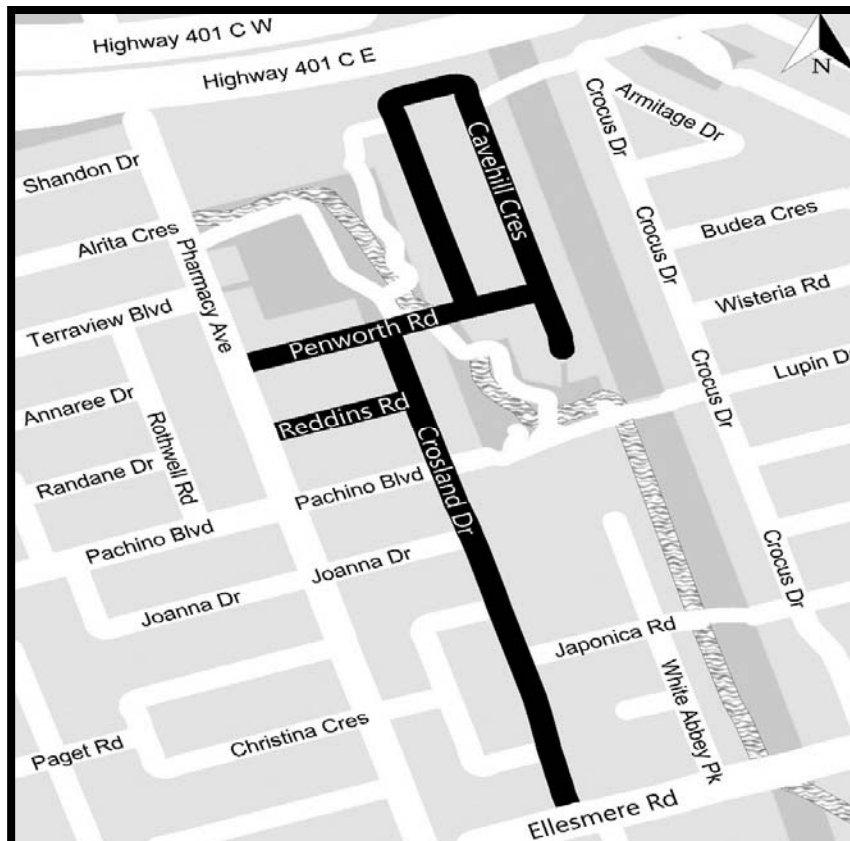 Highway 401 C W
Highway 401 C E
N
Shandon Dr
Cavehill Cres
Crocus Dr
Armitage Dr
Alrita Cres
Pharmacy Ave
Crocus Dr
Budea Cres
Terraview Blvd
Penworth Rd
Wisteria Rd
Annaree Dr
Rothwell Rd
Reddins Rd
Crosland Dr
Crocus Dr
Lupin Dr
Randane Dr
Pachino Blvd
Pachino Blvd
Joanna Dr
Joanna Dr
Crocus Dr
Japonica Rd
White Abbey Pk
Paget Rd
Christina Cres
Ellesmere Rd